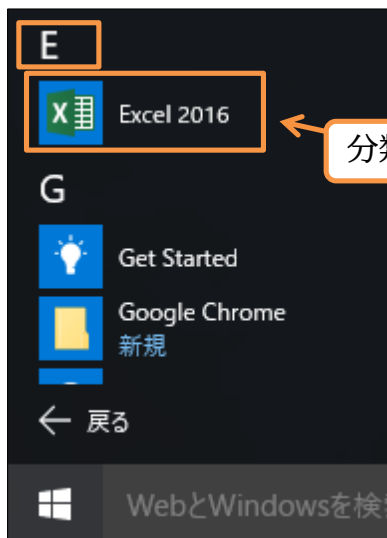 E
Excel 2016
分類
G
Get Started
Google Chrome
新規
戻る
WebとWindowsを検